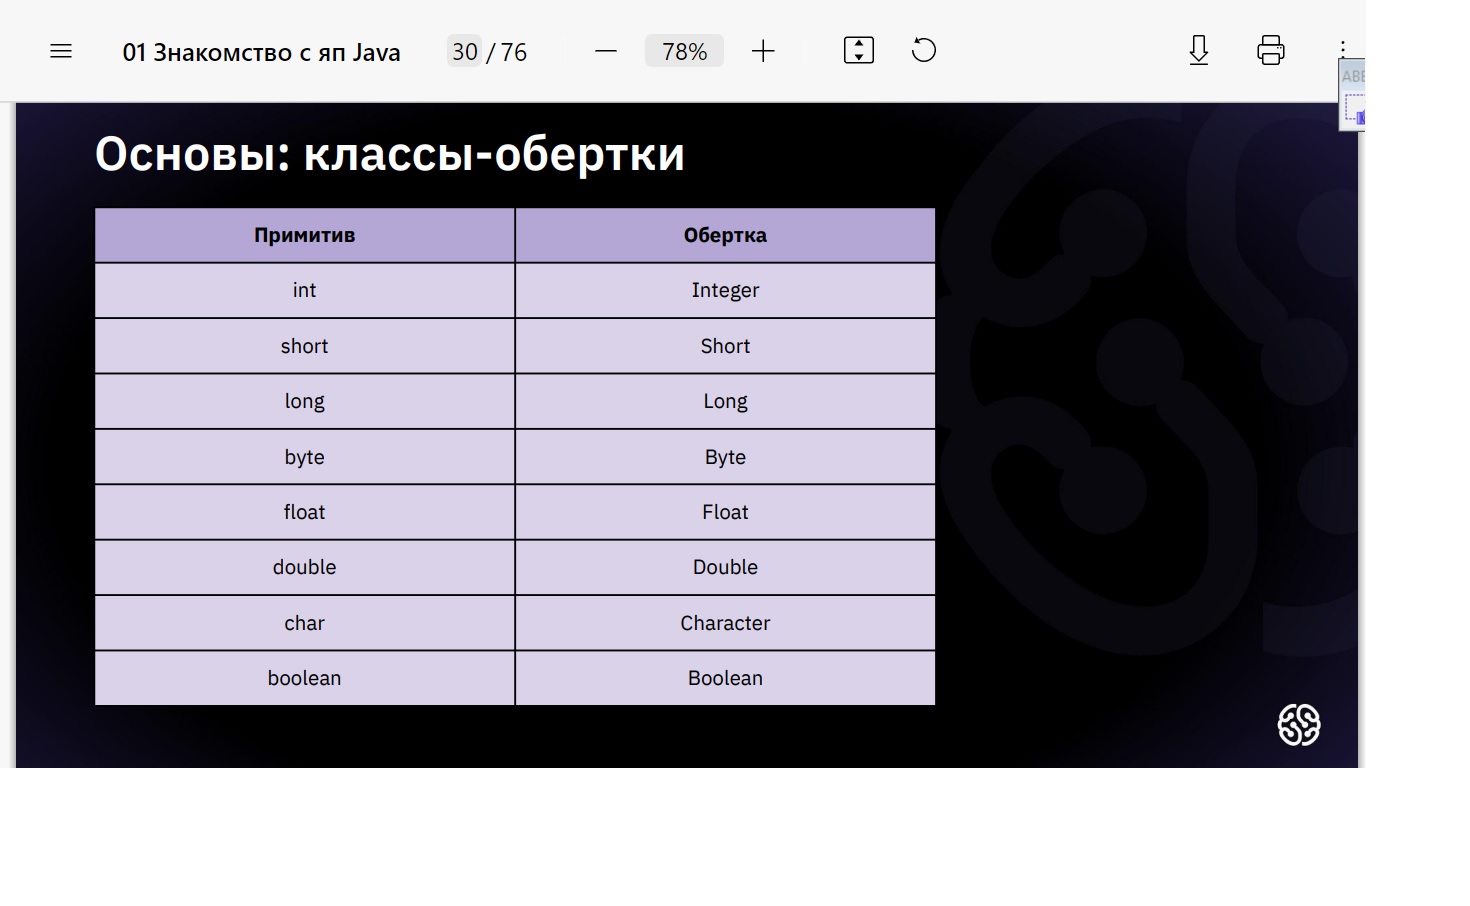 01 Знакомство с яп Java 30 / 76 78%
Основы: классы-обертки
Примитив Обертка
int Integer
short Short
long Long
byte Byte
float Float
double Double
char Character
boolean Boolean